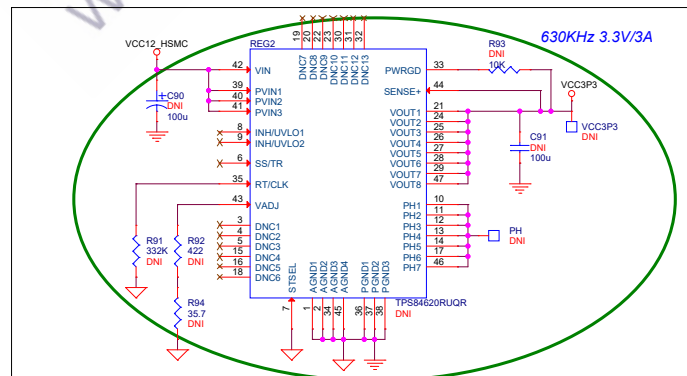 W
630KHz 3.3V/3A
VCC12_HSMC
REG2
19 20 22 23 30 31 32
DNC7 DNC8 DNC9 DNC10 DNC11 DNC12 DNC13
42 VIN
39 PVIN1
40 PVIN2
41 PVIN3
C90
DNI
100u
8 INH/UVLO1
9 INH/UVLO2
6 SS/TR
35 RT/CLK
43 VADJ
3 DNC1
4 DNC2
5 DNC3
15 DNC4
16 DNC5
18 DNC6
R91
332K
DNI
R92
422
DNI
R94
35.7
DNI
STSEL
7
AGND1 AGND2 AGND3 AGND4
1 2 34 45
PGND1 PGND2 PGND3
36 37 38
TPS84620RUQR
DNI
PWRGD 33
R93
10K
DNI
SENSE+ 44
VOUT1 21
VOUT2 24
VOUT3 25
VOUT4 26
VOUT5 27
VOUT6 28
VOUT7 29
VOUT8 47
VCC3P3
VCC3P3
DNI
C91
DNI
100u
PH1 10
PH2 11
PH3 12
PH4 13
PH5 14
PH6 17
PH7 46
PH
DNI